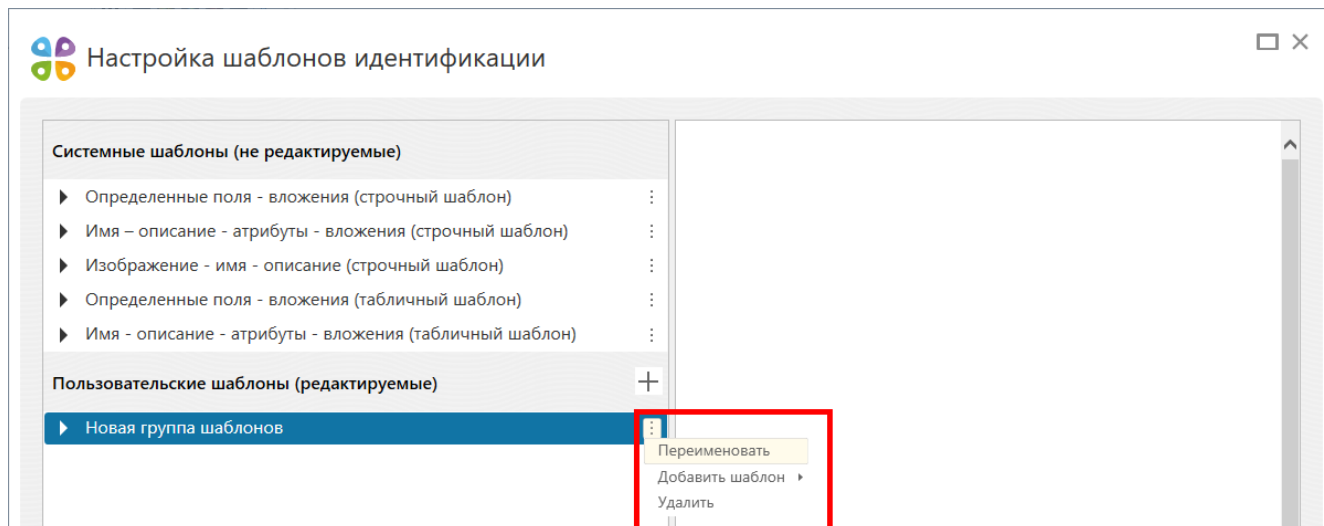 Настройка шаблонов идентификации
Системные шаблоны (не редактируемые)
Определенные поля - вложения (строчный шаблон)
Имя – описание - атрибуты - вложения (строчный шаблон)
Изображение - имя - описание (строчный шаблон)
Определенные поля - вложения (табличный шаблон)
Имя - описание - атрибуты - вложения (табличный шаблон)
Пользовательские шаблоны (редактируемые)
Новая группа шаблонов
Переименовать
Добавить шаблон
Удалить